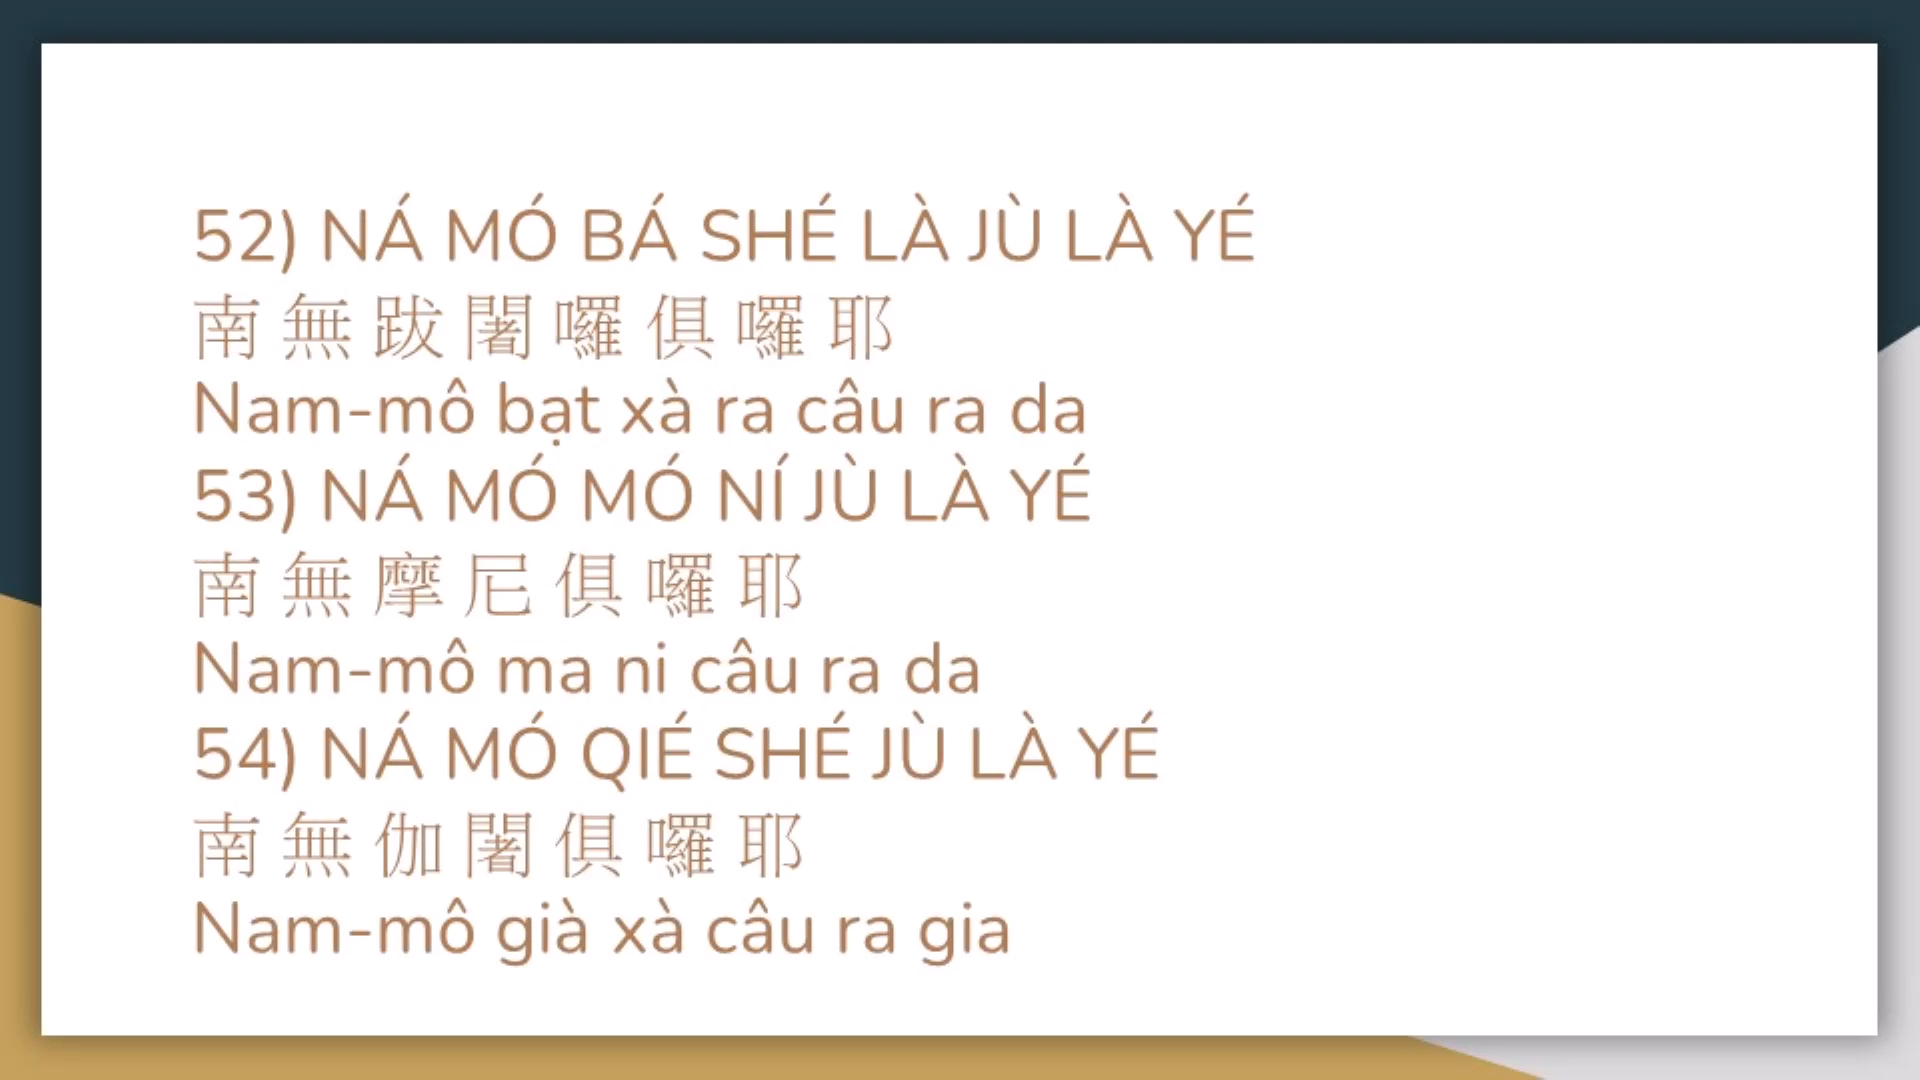 52) NÁ MÓ BÁ SHÉ LÀ JÙ LÀ YÉ
南 無 跋 闍 囉 俱 囉 耶
Nam-mô bạt xà ra câu ra da
53) NÁ MÓ MÓ NÍ JÙ LÀ YÉ
南 無 摩 尼 俱 囉 耶
Nam-mô ma ni câu ra da
54) NÁ MÓ QIÉ SHÉ JÙ LÀ YÉ
南 無 伽 闍 俱 囉 耶
Nam-mô già xà câu ra gia